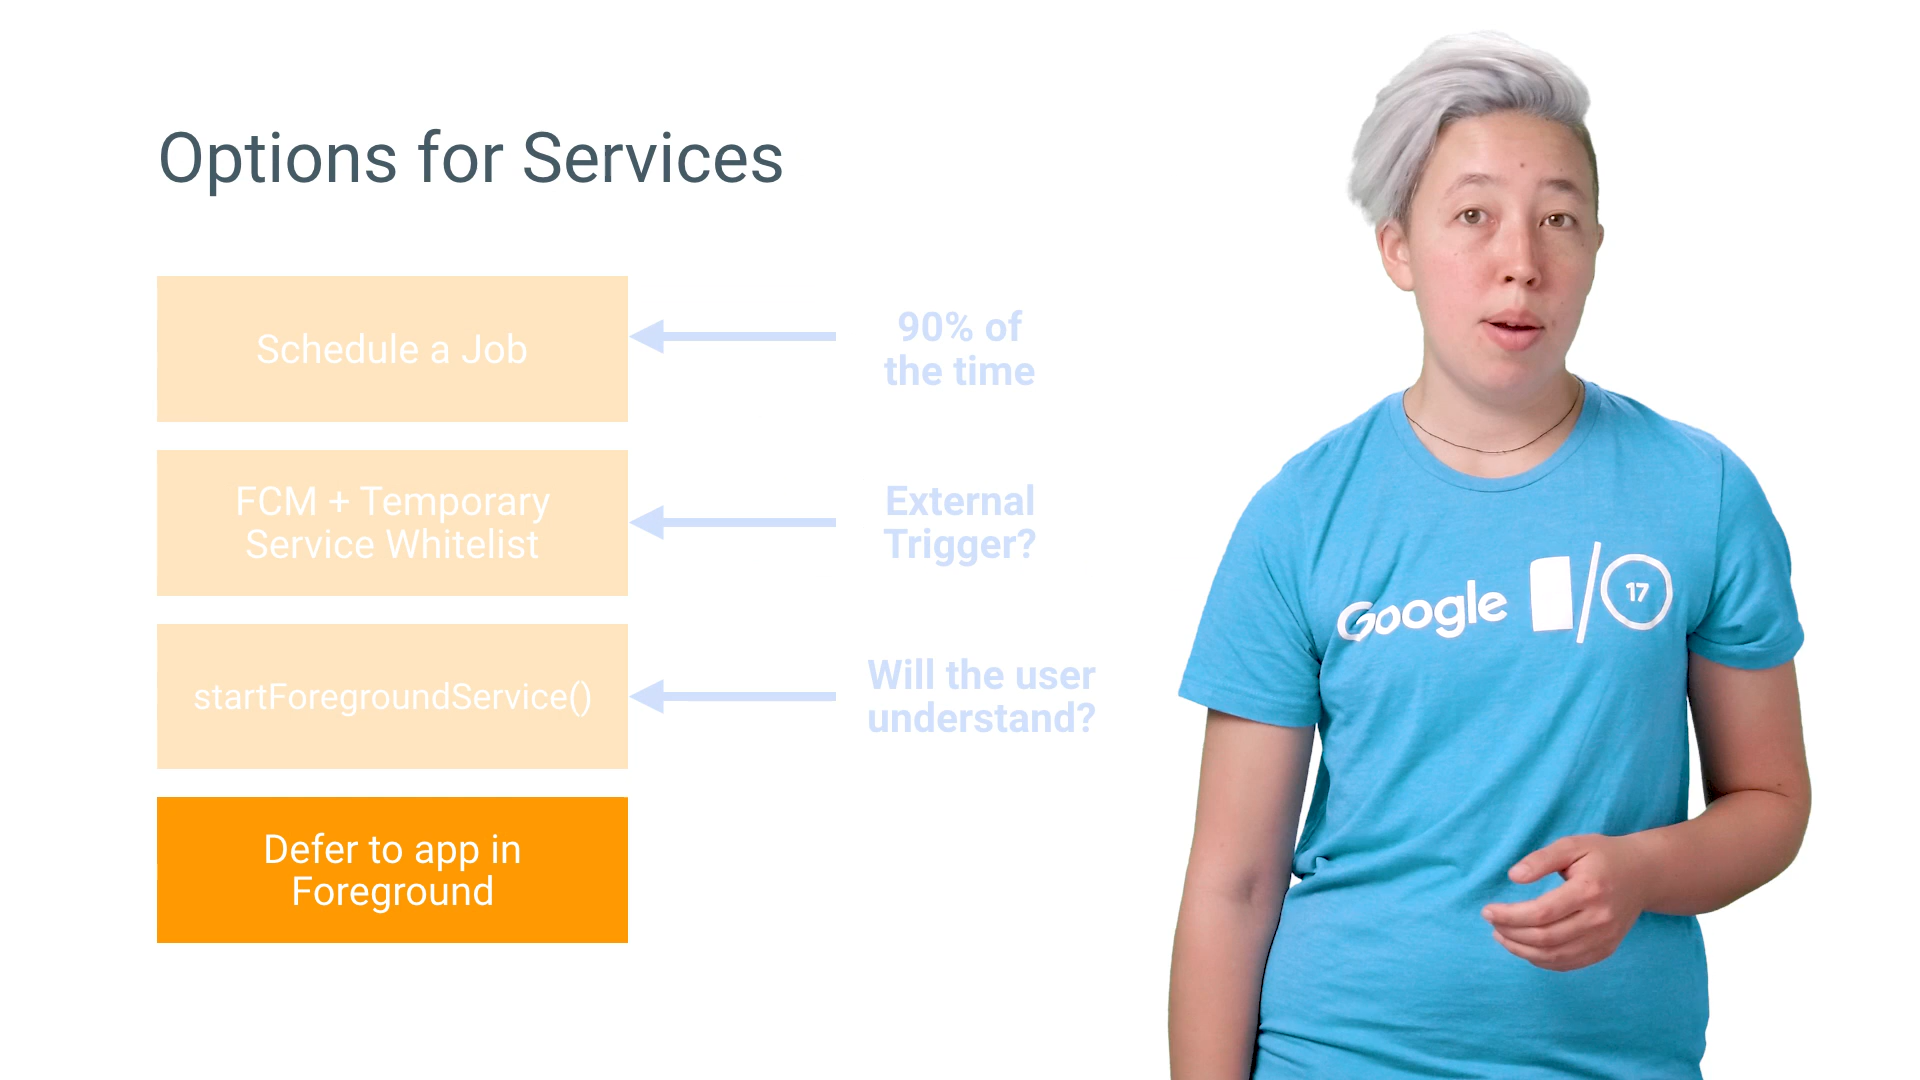 Options for Services
Schedule a Job
90% of
the time
FCM + Temporary
Service Whitelist
External
Trigger?
startForegroundService()
Will the user
understand?
Defer to app in
Foreground
Google I/O 17